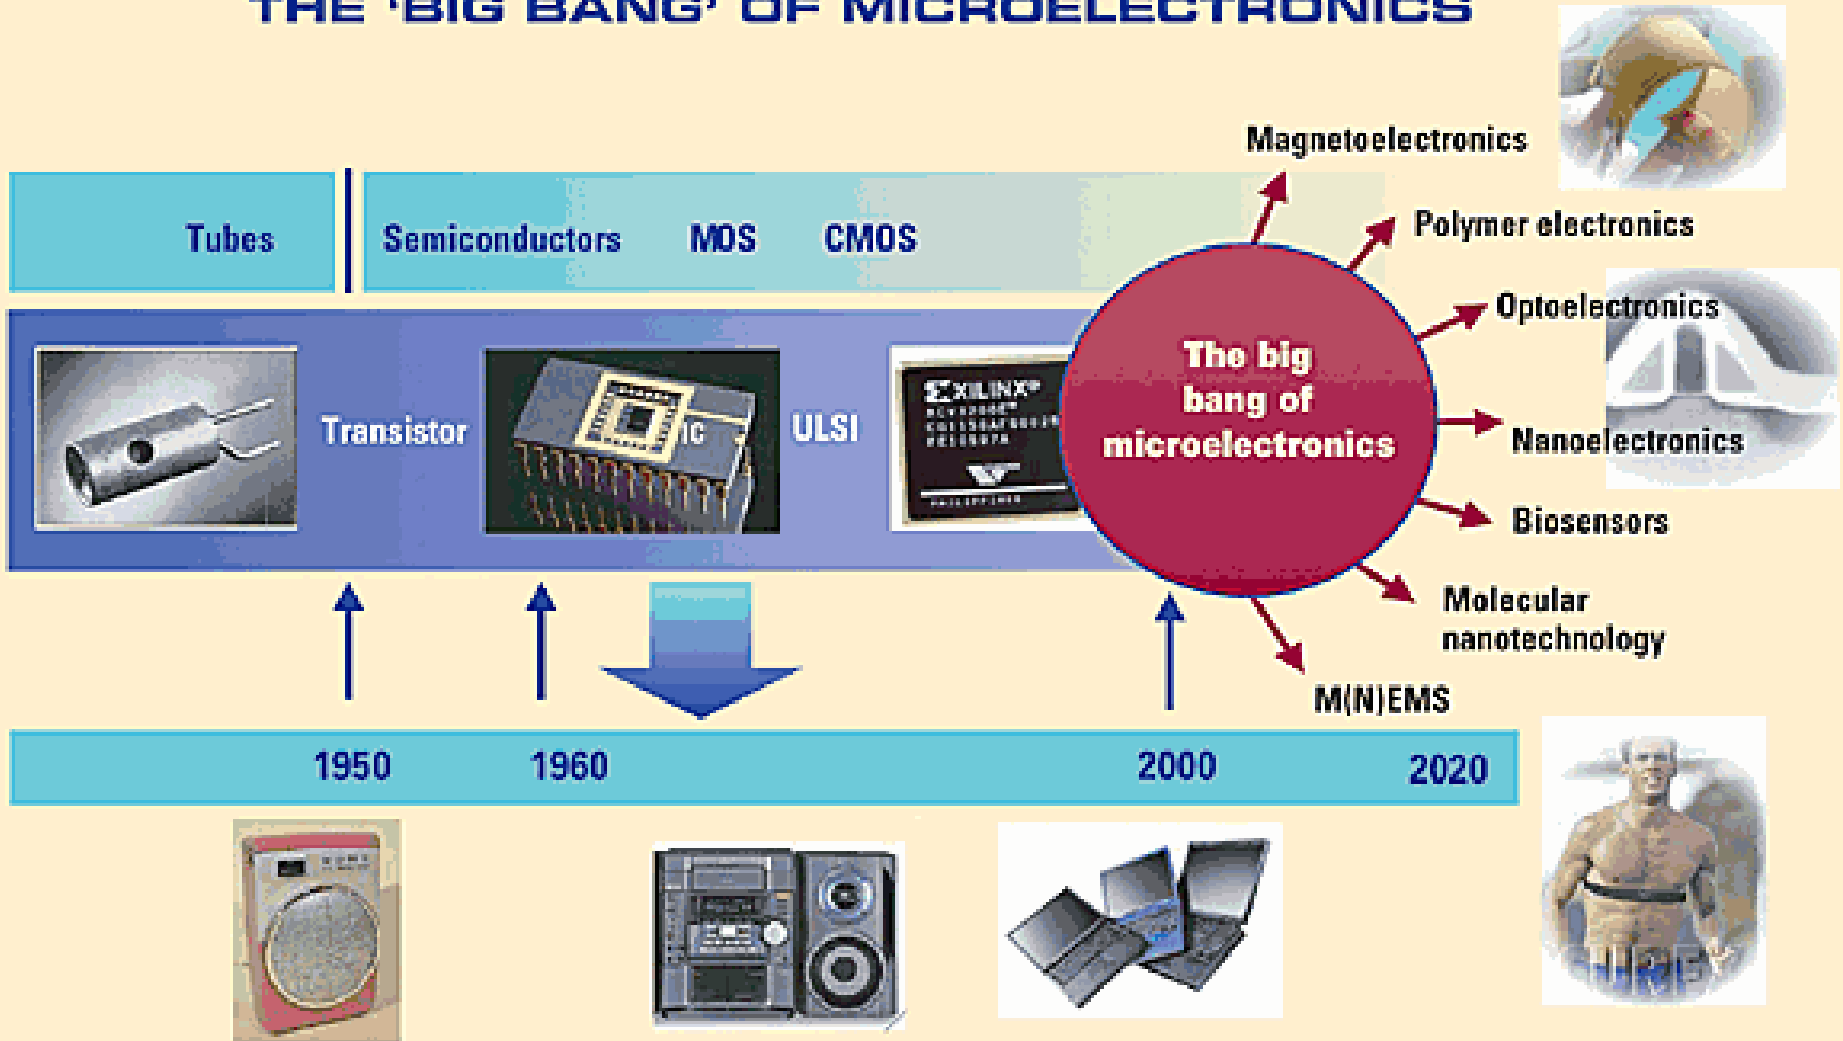 THE ‘BIG BANG’ OF MICROELECTRONICS
Magnetoelectronics
Polymer electronics
Tubes
Semiconductors
MOS
CMOS
Optoelectronics
Transistor
IC
ULSI
XILINX
The big
bang of
microelectronics
Nanoelectronics
Biosensors
Molecular
nanotechnology
M(N)EMS
1950
1960
2000
2020